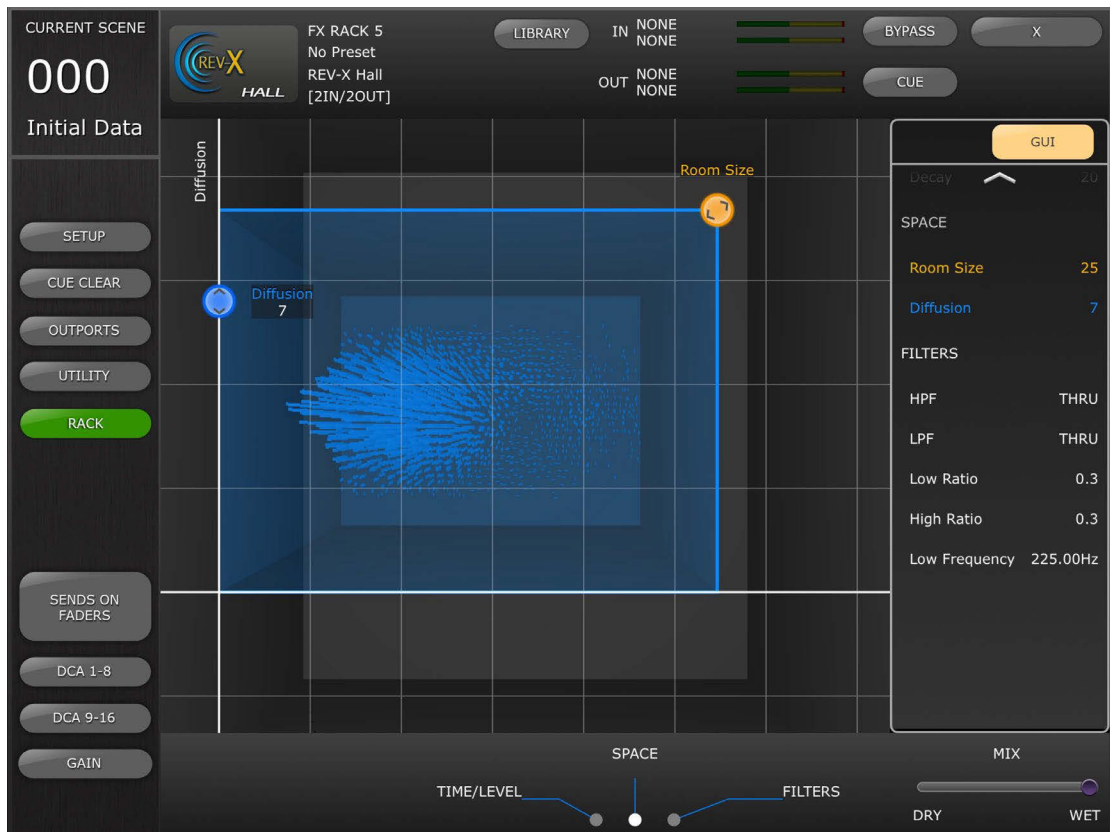 CURRENT SCENE
000
Initial Data
REV-X
HALL
FX RACK 5
No Preset
REV-X Hall
[2IN/2OUT]
LIBRARY
IN NONE
NONE
OUT NONE
NONE
BYPASS
X
CUE
SETUP
CUE CLEAR
OUTPORTS
UTILITY
RACK
SENDS ON
FADERS
DCA 1-8
DCA 9-16
GAIN
Diffusion
Room Size
Diffusion
7
GUI
Decay 20
SPACE
Room Size 25
Diffusion 7
FILTERS
HPF THRU
LPF THRU
Low Ratio 0.3
High Ratio 0.3
Low Frequency 225.00Hz
SPACE
TIME/LEVEL
FILTERS
MIX
DRY WET